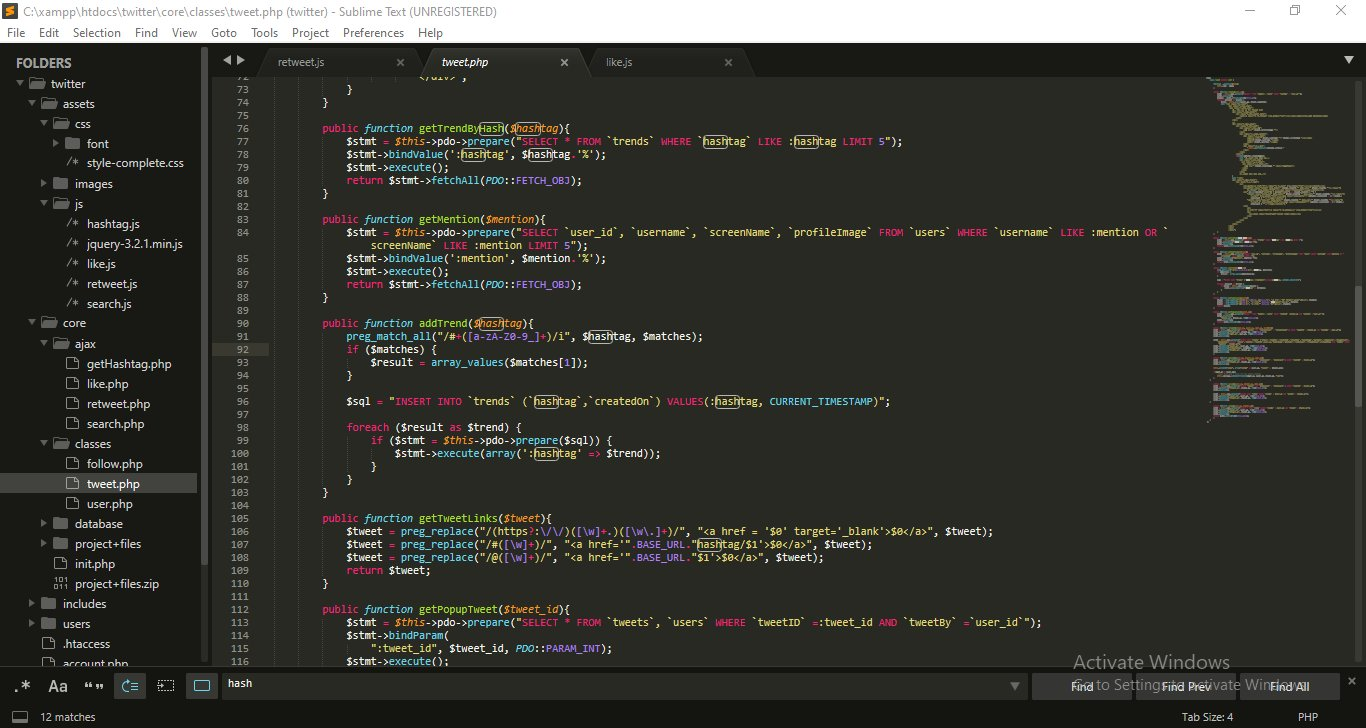 C:\xampp\htdocs\twitter\core\classes\tweet.php (twitter) - Sublime Text (UNREGISTERED)
File Edit Selection Find View Goto Tools Project Preferences Help
FOLDERS
twitter
assets
css
font
/* style-complete.css
images
js
/* hashtag.js
/* jquery-3.2.1.min.js
/* like.js
/* retweet.js
/* search.js
core
ajax
getHashtag.php
like.php
retweet.php
search.php
classes
follow.php
tweet.php
user.php
database
project+files
init.php
project+files.zip
includes
users
.htaccess
account.php
retweet.js tweet.php like.js
72 </div>';
73 }
74 }
75
76 public function getTrendByHash($hashtag){
77 $stmt = $this->pdo->prepare("SELECT * FROM `trends` WHERE `hashtag` LIKE :hashtag LIMIT 5");
78 $stmt->bindValue(':hashtag', $hashtag.'%');
79 $stmt->execute();
80 return $stmt->fetchAll(PDO::FETCH_OBJ);
81 }
82
83 public function getMention($mention){
84 $stmt = $this->pdo->prepare("SELECT `user_id`, `username`, `screenName`, `profileImage` FROM `users` WHERE `username` LIKE :mention OR `
screenName` LIKE :mention LIMIT 5");
85 $stmt->bindValue(':mention', $mention.'%');
86 $stmt->execute();
87 return $stmt->fetchAll(PDO::FETCH_OBJ);
88 }
89
90 public function addTrend($hashtag){
91 preg_match_all("/#+([a-zA-Z0-9_]+)/i", $hashtag, $matches);
92 if ($matches) {
93 $result = array_values($matches[1]);
94 }
95
96 $sql = "INSERT INTO `trends` (`hashtag`,`createdOn`) VALUES(:hashtag, CURRENT_TIMESTAMP)";
97
98 foreach ($result as $trend) {
99 if ($stmt = $this->pdo->prepare($sql)) {
100 $stmt->execute(array(':hashtag' => $trend));
101 }
102 }
103 }
104
105 public function getTweetLinks($tweet){
106 $tweet = preg_replace("/(https?:\/\/)([\w]+.)([\w\.]+)/", "<a href = '$0' target='_blank'>$0</a>", $tweet);
107 $tweet = preg_replace("/#([\w]+)/", "<a href='".BASE_URL."hashtag/$1'>$0</a>", $tweet);
108 $tweet = preg_replace("/@([\w]+)/", "<a href='".BASE_URL."$1'>$0</a>", $tweet);
109 return $tweet;
110 }
111
112 public function getPopupTweet($tweet_id){
113 $stmt = $this->pdo->prepare("SELECT * FROM `tweets`, `users` WHERE `tweetID` =:tweet_id AND `tweetBy` =`user_id`");
114 $stmt->bindParam(
115 ":tweet_id", $tweet_id, PDO::PARAM_INT);
116 $stmt->execute();
Activate Windows
Go to Settings to activate Windows.
.* Aa “” hash Find Find Prev Find All
12 matches Tab Size: 4 PHP